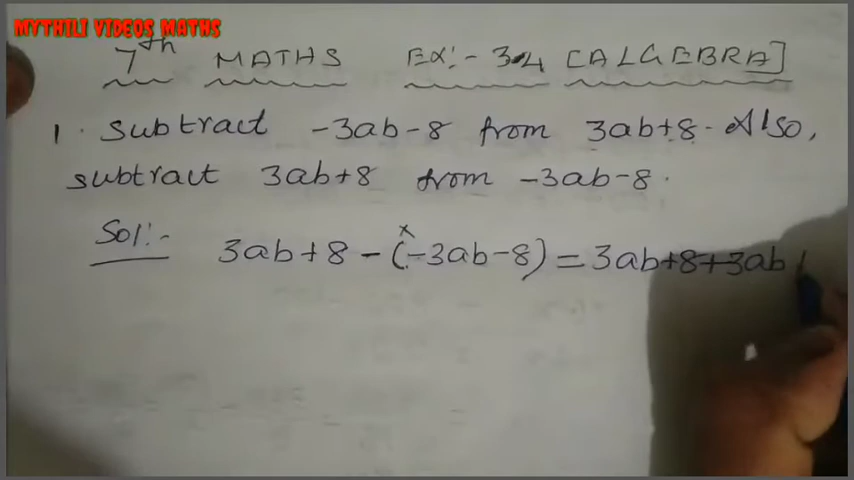 MYTHILI VIDEOS MATHS
7th MATHS EX:- 3.4 [ALGEBRA]
1. Subtract -3ab-8 from 3ab+8. Also,
subtract 3ab+8 from -3ab-8.
Sol:- 3ab+8-(-3ab-8)=3ab+8+3ab